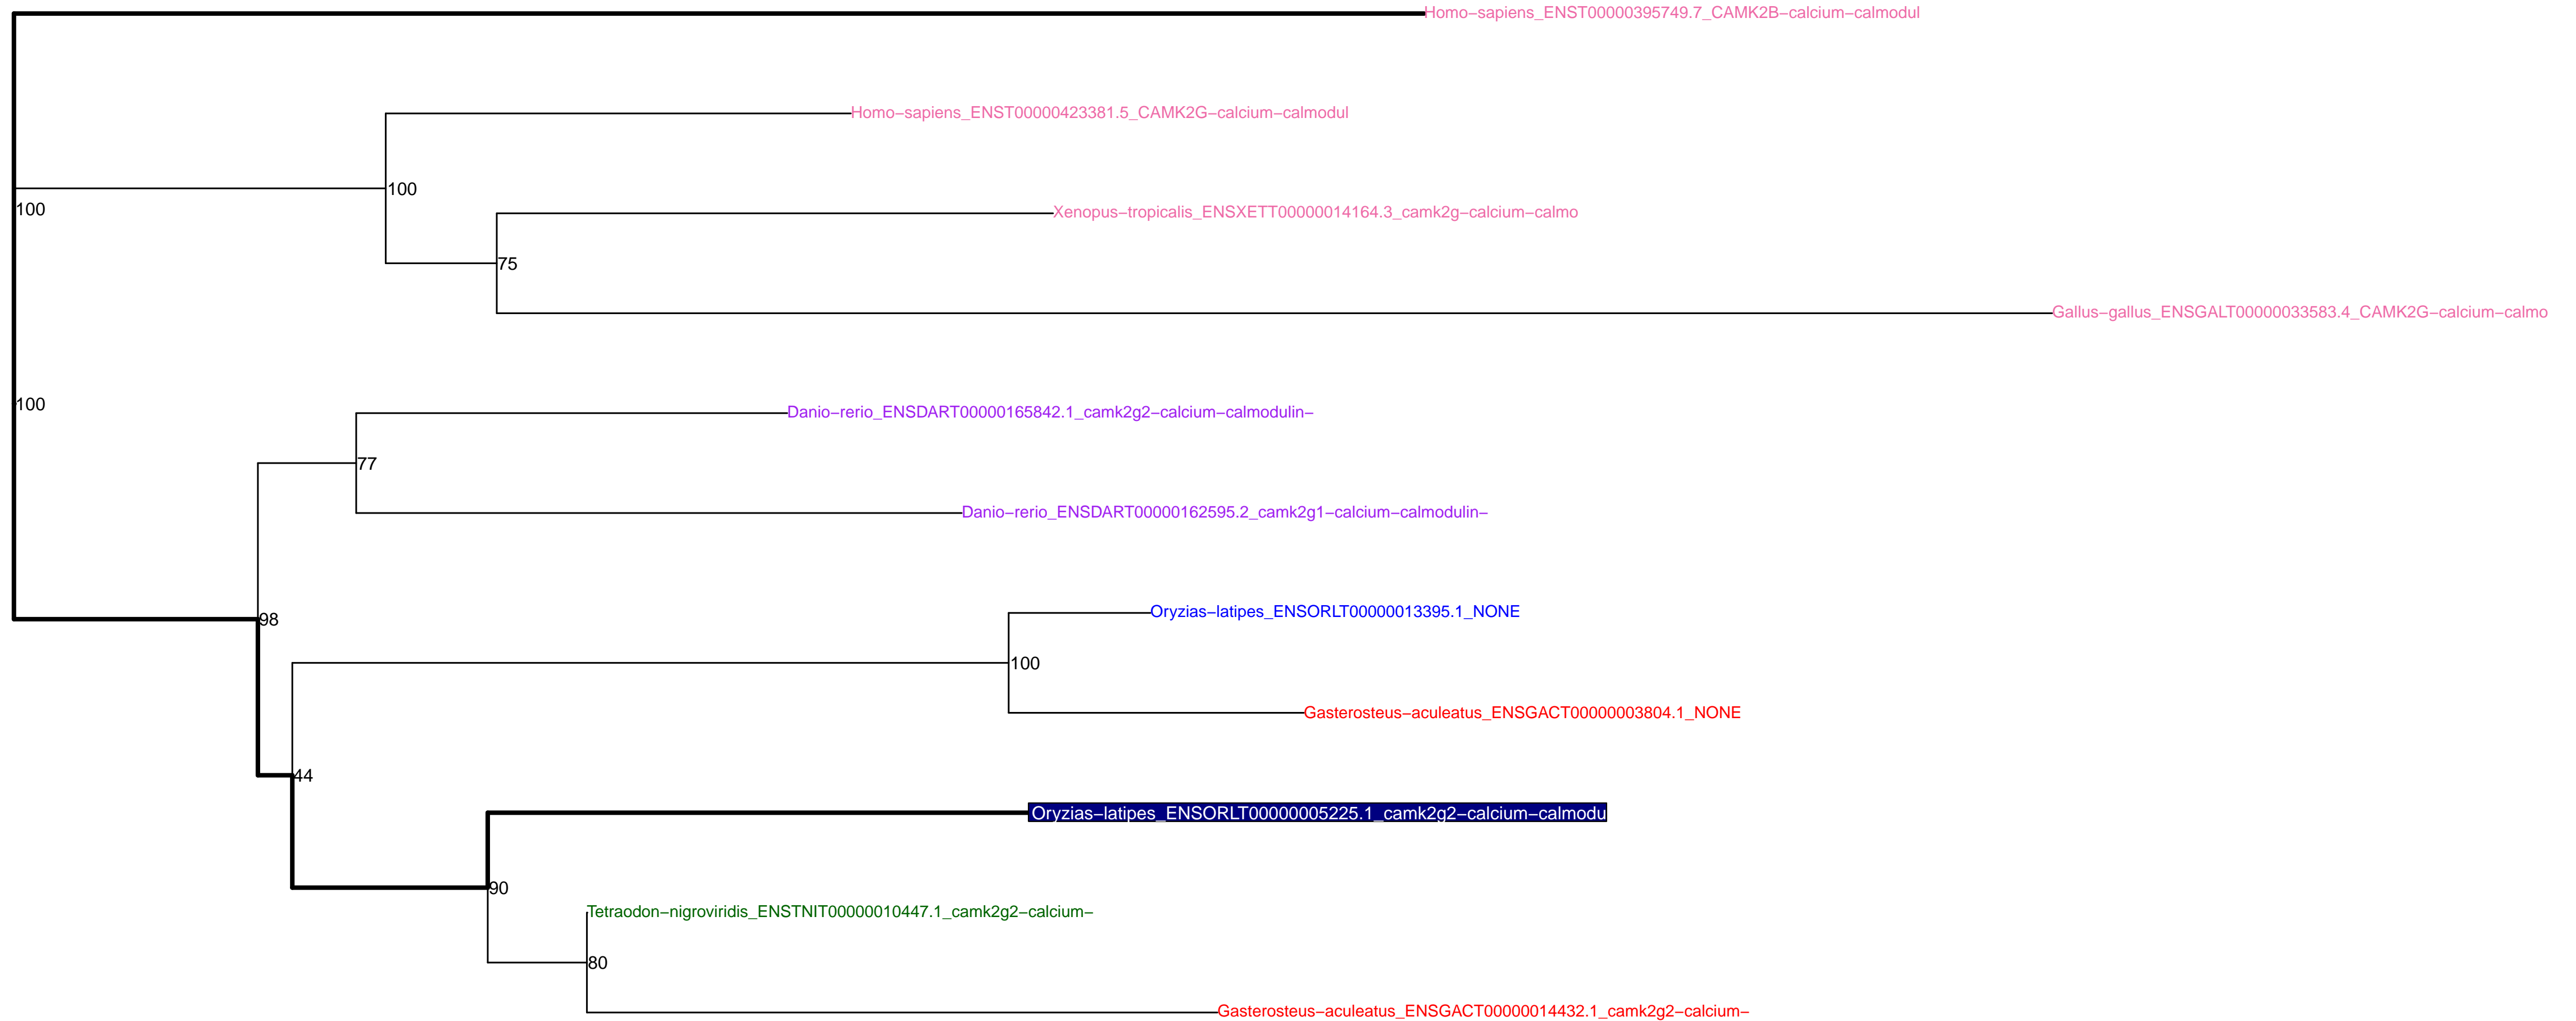 Homo-sapiens_ENST00000395749.7_CAMK2B-calcium-calmodul
Homo-sapiens_ENST00000423381.5_CAMK2G-calcium-calmodul
100
100
Xenopus-tropicalis_ENSXETT00000014164.3_camk2g-calcium-calmo
75
Gallus-gallus_ENSGALT00000033583.4_CAMK2G-calcium-calmo
100
Danio-rerio_ENSDART00000165842.1_camk2g2-calcium-calmodulin-
77
Danio-rerio_ENSDART00000162595.2_camk2g1-calcium-calmodulin-
Oryzias-latipes_ENSORLT00000013395.1_NONE
98
100
Gasterosteus-aculeatus_ENSGACT00000003804.1_NONE
44
Oryzias-latipes_ENSORLT00000005225.1_camk2g2-calcium-calmodu
90
Tetraodon-nigroviridis_ENSTNIT00000010447.1_camk2g2-calcium-
80
Gasterosteus-aculeatus_ENSGACT00000014432.1_camk2g2-calcium-